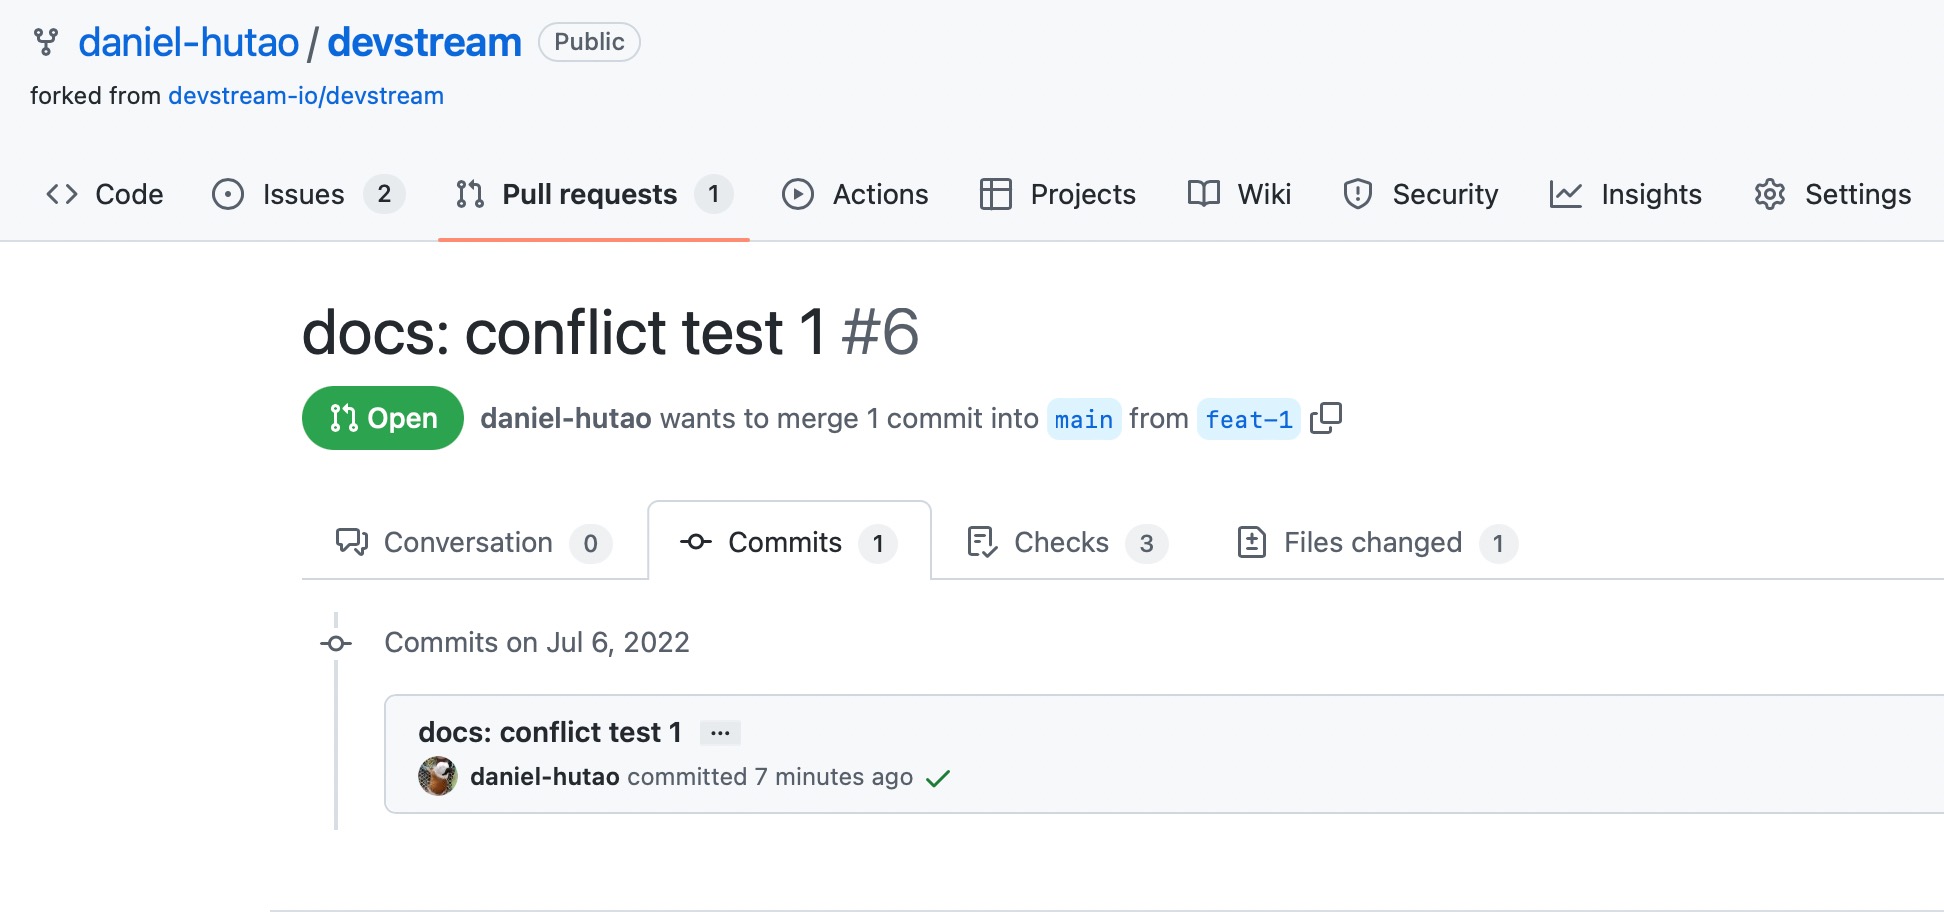 daniel-hutao / devstream Public
forked from devstream-io/devstream
Code Issues 2 Pull requests 1 Actions Projects Wiki Security Insights Settings
docs: conflict test 1 #6
Open daniel-hutao wants to merge 1 commit into main from feat-1
Conversation 0 Commits 1 Checks 3 Files changed 1
Commits on Jul 6, 2022
docs: conflict test 1 ...
daniel-hutao committed 7 minutes ago